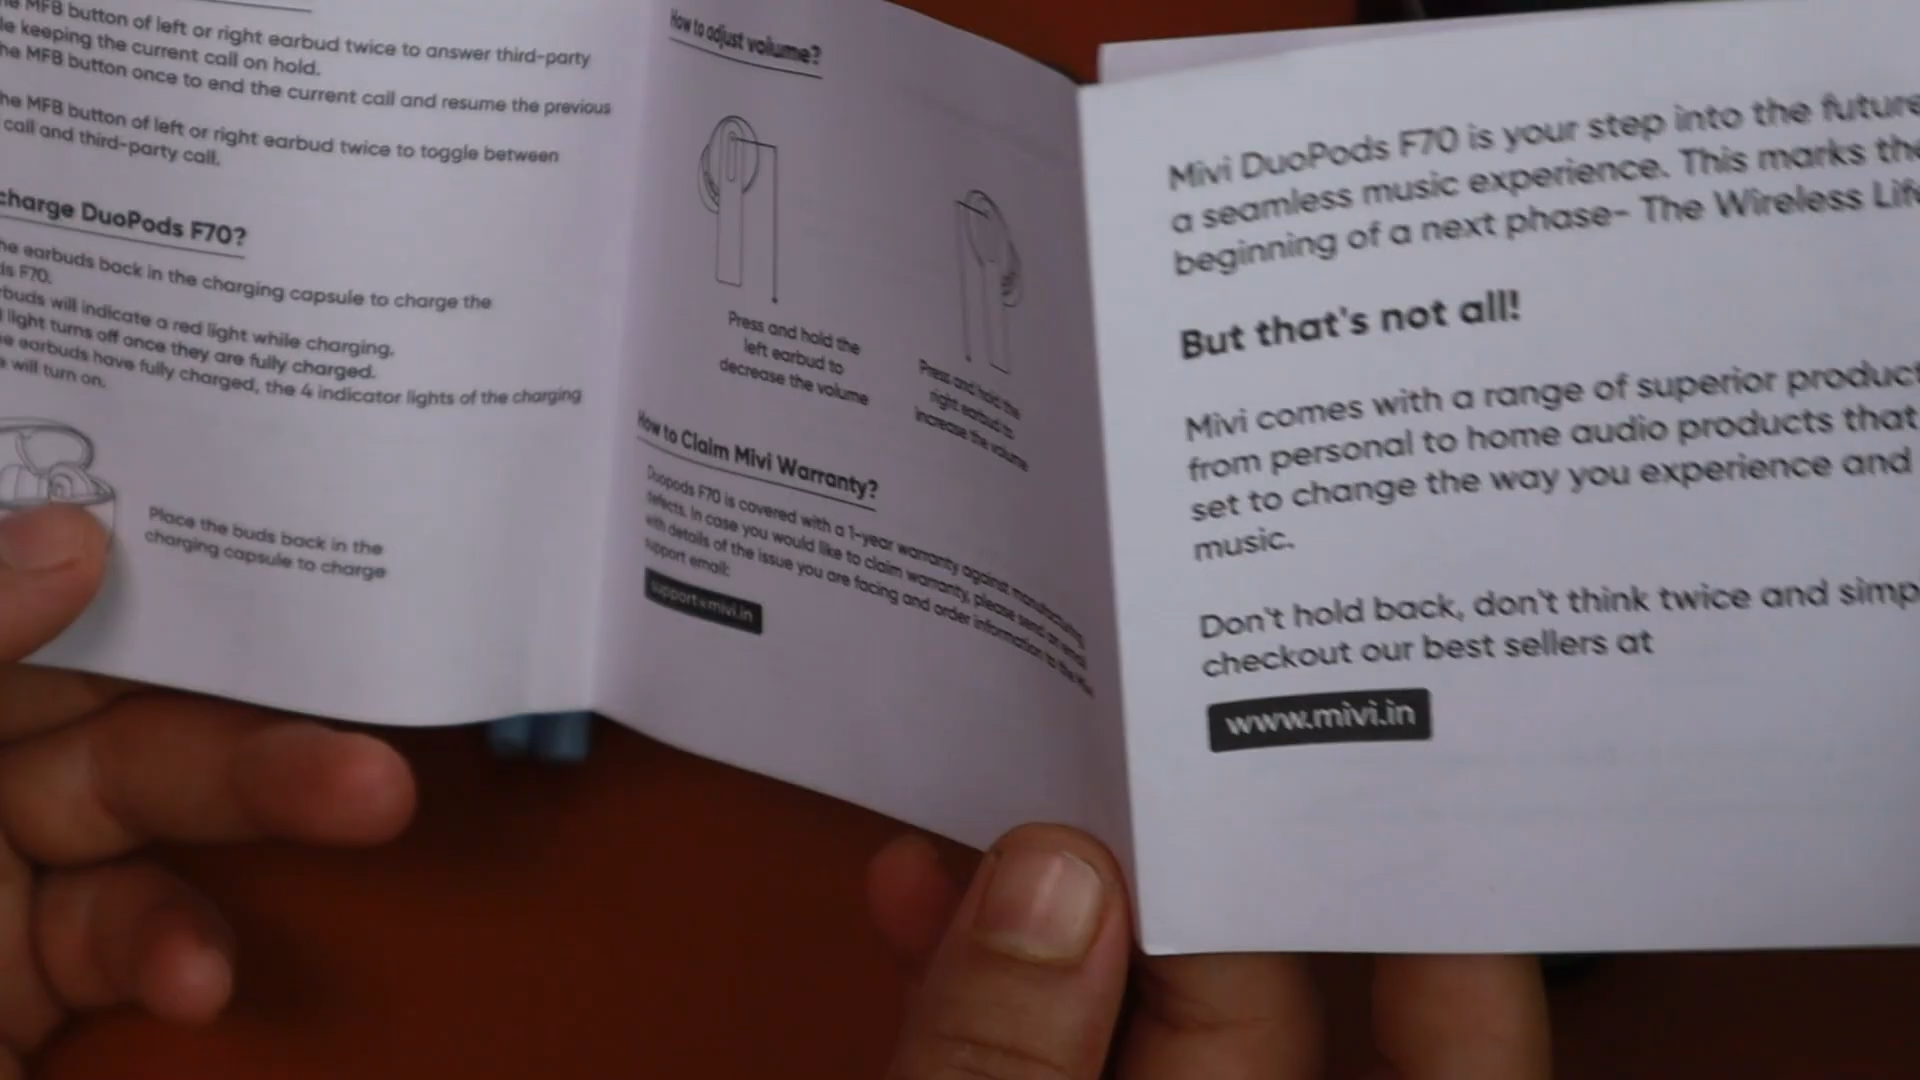 MFB button of left or right earbud twice to answer third-party
keeping the current call on hold.
MFB button once to end the current call and resume the previous
MFB button of left or right earbud twice to toggle between
call and third-party call.
charge DuoPods F70?
earbuds back in the charging capsule to charge the
F70.
will indicate a red light while charging.
light turns off once they are fully charged.
earbuds have fully charged, the 4 indicator lights of the charging
will turn on.
Place the buds back in the
charging capsule to charge
How to adjust volume?
Press and hold the
left earbud to
decrease the volume
Press and hold the
right earbud to
increase the volume
How to Claim Mivi Warranty?
Duopods F70 is covered with a 1-year warranty against manufacturing
defects. In case you would like to claim warranty, please send an email
with details of the issue you are facing and order information to the Mivi
support email:
support@mivi.in
Mivi DuoPods F70 is your step into the future
a seamless music experience. This marks the
beginning of a next phase- The Wireless
But that's not all!
Mivi comes with a range of superior
from personal to home audio products that
set to change the way you experience and
music.
Don't hold back, don't think twice and
checkout our best sellers at
www.mivi.in